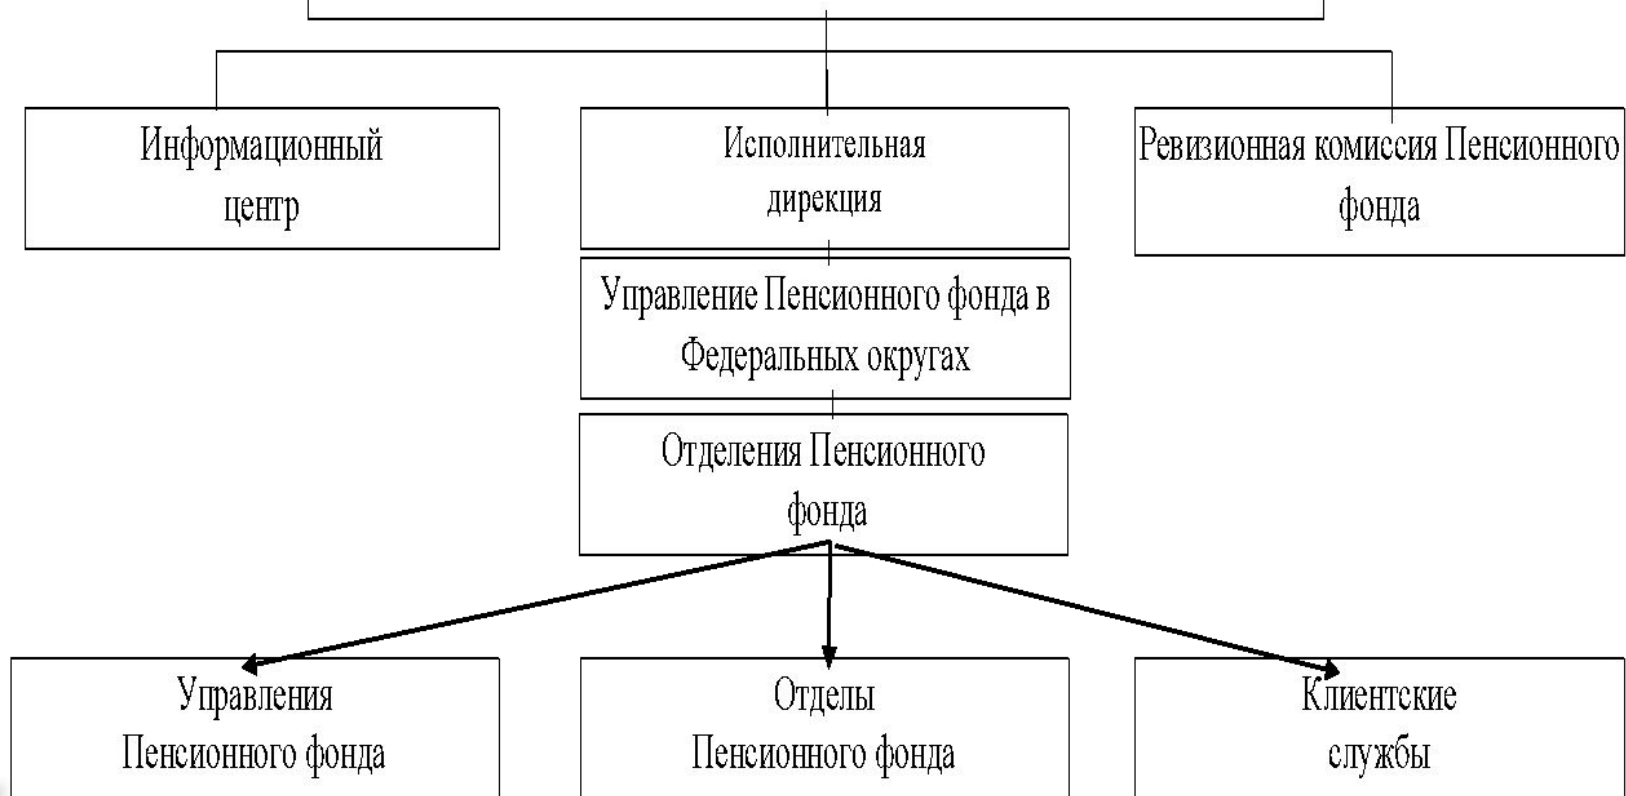 Информационный
центр
Исполнительная
дирекция
Ревизионная комиссия Пенсионного
фонда
Управление Пенсионного фонда в
Федеральных округах
Отделения Пенсионного
фонда
Управления
Пенсионного фонда
Отделы
Пенсионного фонда
Клиентские
службы